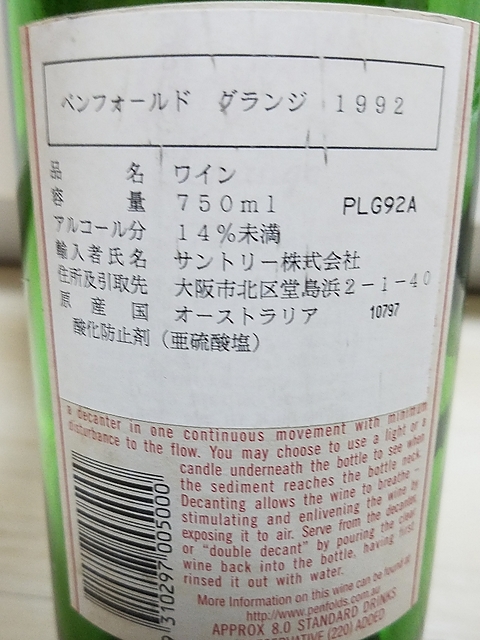 ペンフォールド グランジ 1992
品名 ワイン
容量 750ml PLG92A
アルコール分 14%未満
輸入者氏名 サントリー株式会社
住所及引取先 大阪市北区堂島浜2-1-40
原産国 オーストラリア 10797
酸化防止剤(亜硫酸塩)
a decanter in one continuous movement with minimum
disturbance to the flow. You may choose to use a light or a
candle underneath the bottle to see when
the sediment reaches the bottle neck.
Decanting allows the wine to breathe -
stimulating and enlivening the wine by
exposing it to air. Serve from the decanter
or "double decant" by pouring the clear
wine back into the bottle, having first
rinsed it out with water.
More Information on this wine can be found at
http://www.penfolds.com.au
APPROX 8.0 STANDARD DRINKS
PRESERVATIVE (220) ADDED
9310297005000